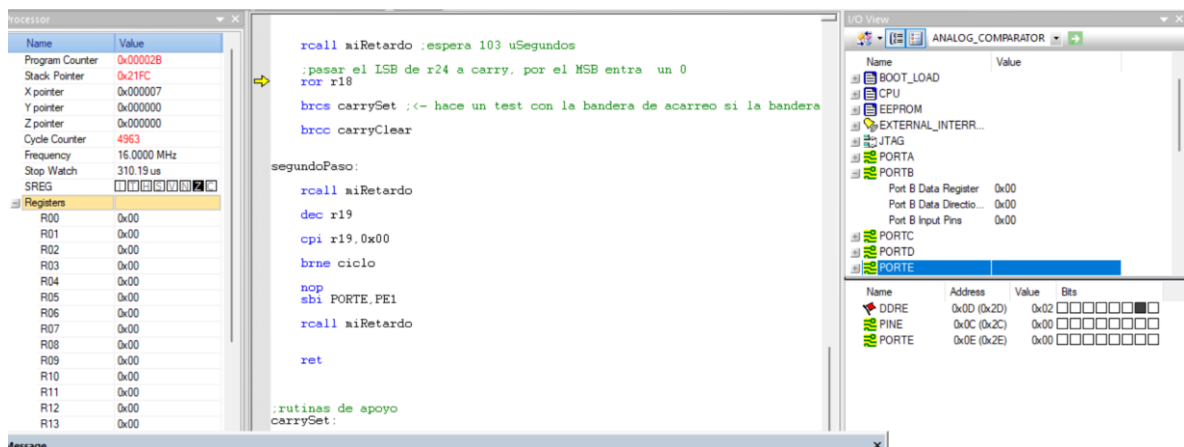 Processor
I/O View
Name Value
Program Counter 0x00002B
Stack Pointer 0x21FC
X pointer 0x000007
Y pointer 0x000000
Z pointer 0x000000
Cycle Counter 4963
Frequency 16.0000 MHz
Stop Watch 310.19 us
SREG I T H S V N Z C
Registers
R00 0x00
R01 0x00
R02 0x00
R03 0x00
R04 0x00
R05 0x00
R06 0x00
R07 0x00
R08 0x00
R09 0x00
R10 0x00
R11 0x00
R12 0x00
R13 0x00
rcall miRetardo ;espera 103 uSegundos
;pasar el LSB de r24 a carry, por el MSB entra un 0
ror r18
brcs carrySet ;<- hace un test con la bandera de acarreo si la bandera
brcc carryClear
segundoPaso:
rcall miRetardo
dec r19
cpi r19,0x00
brne ciclo
nop
sbi PORTE,PE1
rcall miRetardo
ret
;rutinas de apoyo
carrySet:
ANALOG_COMPARATOR
Name Value
BOOT_LOAD
CPU
EEPROM
EXTERNAL_INTERR...
JTAG
PORTA
PORTB
Port B Data Register 0x00
Port B Data Directio... 0x00
Port B Input Pins 0x00
PORTC
PORTD
PORTE
Name Address Value Bits
DDRE 0x0D (0x2D) 0x02
PINE 0x0C (0x2C) 0x00
PORTE 0x0E (0x2E) 0x00
Message